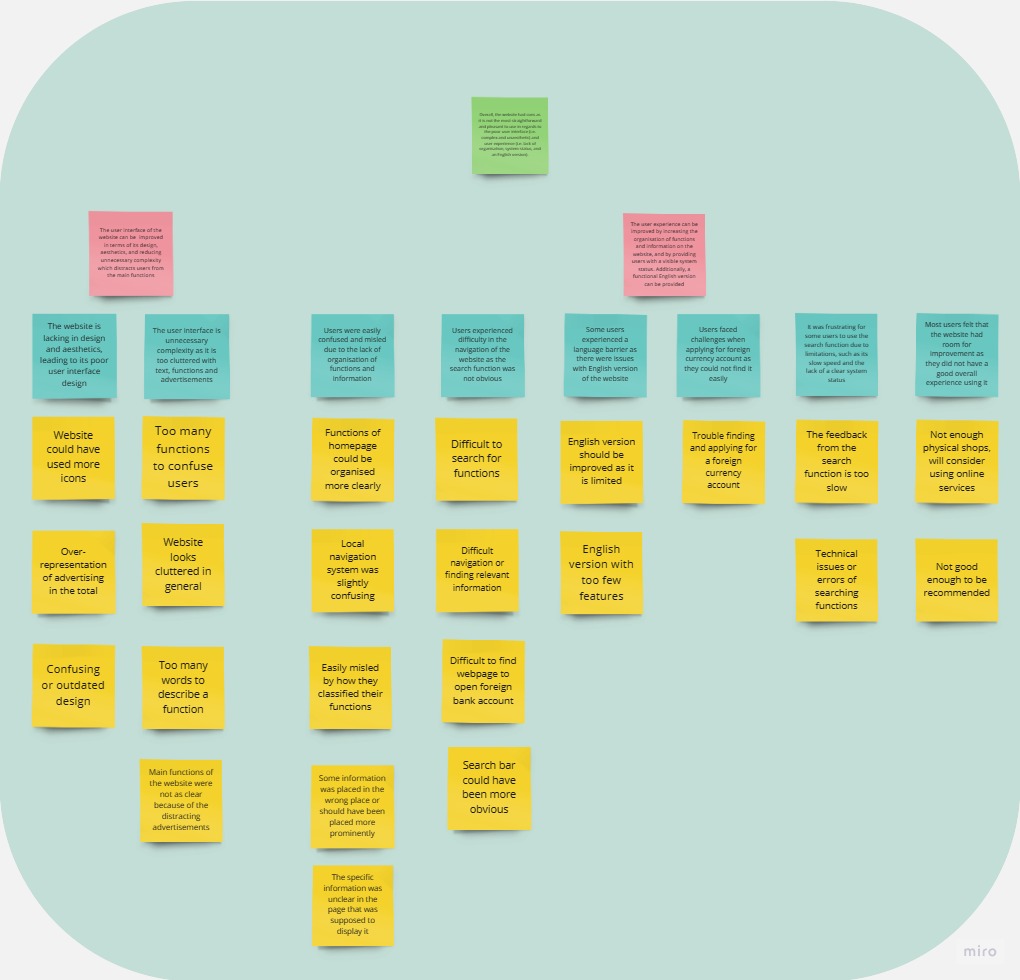 Overall, the website had cons as
it is not the most straightforward
and pleasant to use in regards to
the poor user interface (i.e.
complex and unaesthetic) and
user experience (i.e. lack of
organisation, system status, and
an English version)
The user interface of the
website can be improved
in terms of its design,
aesthetics, and reducing
unnecessary complexity
which distracts users from
the main functions
The user experience can be
improved by increasing the
organisation of functions
and information on the
website, and by providing
users with a visible system
status. Additionally, a
functional English version
can be provided
The website is
lacking in design
and aesthetics,
leading to its poor
user interface
design
The user interface is
unnecessary
complexity as it is
too cluttered with
text, functions and
advertisements
Users were easily
confused and misled
due to the lack of
organisation of
functions and
information
Users experienced
difficulty in the
navigation of the
website as the
search function was
not obvious
Some users
experienced a
language barrier as
there were issues
with English version
of the website
Users faced
challenges when
applying for foreign
currency account as
they could not find it
easily
It was frustrating for
some users to use the
search function due to
limitations, such as its
slow speed and the
lack of a clear system
status
Most users felt that
the website had
room for
improvement as
they did not have a
good overall
experience using it
Website
could have
used more
icons
Too many
functions
to confuse
users
Functions of
homepage
could be
organised
more clearly
Difficult to
search for
functions
English version
should be
improved as it
is limited
Trouble finding
and applying for
a foreign
currency
account
The feedback
from the
search
function is too
slow
Not enough
physical shops,
will consider
using online
services
Over-
representation
of advertising
in the total
Website
looks
cluttered in
general
Local
navigation
system was
slightly
confusing
Difficult
navigation or
finding relevant
information
English
version with
too few
features
Technical
issues or
errors of
searching
functions
Not good
enough to be
recommended
Confusing
or outdated
design
Too many
words to
describe a
function
Easily misled
by how they
classified their
functions
Difficult to find
webpage to
open foreign
bank account
Main functions of
the website were
not as clear
because of the
distracting
advertisements
Some information
was placed in the
wrong place or
should have been
placed more
prominently
Search bar
could have
been more
obvious
The specific
information was
unclear in the
page that was
supposed to
display it
miro